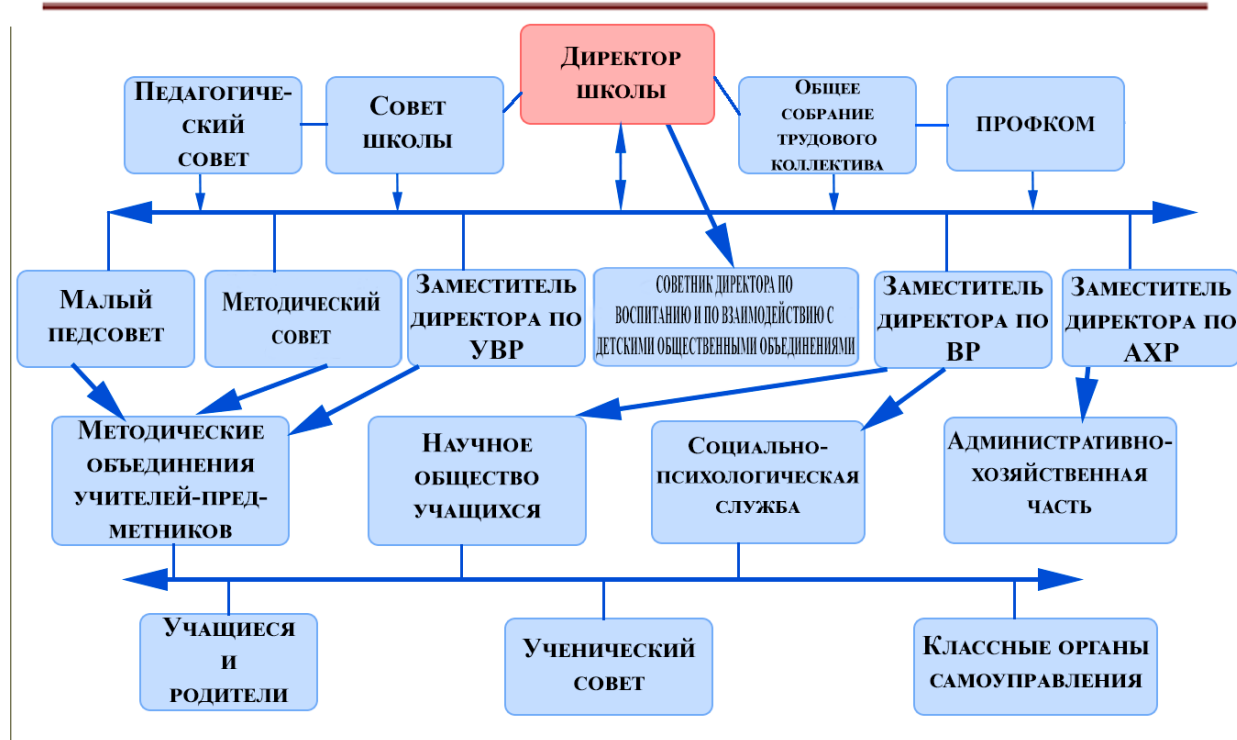 ДИРЕКТОР
ШКОЛЫ
ПЕДАГОГИЧЕ-
СКИЙ
СОВЕТ
СОВЕТ
ШКОЛЫ
ОБЩЕЕ
СОБРАНИЕ
ТРУДОВОГО
КОЛЛЕКТИВА
ПРОФКОМ
МАЛЫЙ
ПЕДСОВЕТ
МЕТОДИЧЕСКИЙ
СОВЕТ
ЗАМЕСТИТЕЛЬ
ДИРЕКТОРА ПО
УВР
СОВЕТНИК ДИРЕКТОРА ПО
ВОСПИТАНИЮ И ПО ВЗАИМОДЕЙСТВИЮ С
ДЕТСКИМИ ОБЩЕСТВЕННЫМИ ОБЪЕДИНЕНИЯМИ
ЗАМЕСТИТЕЛЬ
ДИРЕКТОРА ПО
ВР
ЗАМЕСТИТЕЛЬ
ДИРЕКТОРА ПО
АХР
МЕТОДИЧЕСКИЕ
ОБЪЕДИНЕНИЯ
УЧИТЕЛЕЙ-ПРЕД-
МЕТНИКОВ
НАУЧНОЕ
ОБЩЕСТВО
УЧАЩИХСЯ
СОЦИАЛЬНО-
ПСИХОЛОГИЧЕСКАЯ
СЛУЖБА
АДМИНИСТРАТИВНО-
ХОЗЯЙСТВЕННАЯ
ЧАСТЬ
УЧАЩИЕСЯ
И
РОДИТЕЛИ
УЧЕНИЧЕСКИЙ
СОВЕТ
КЛАССНЫЕ ОРГАНЫ
САМОУПРАВЛЕНИЯ